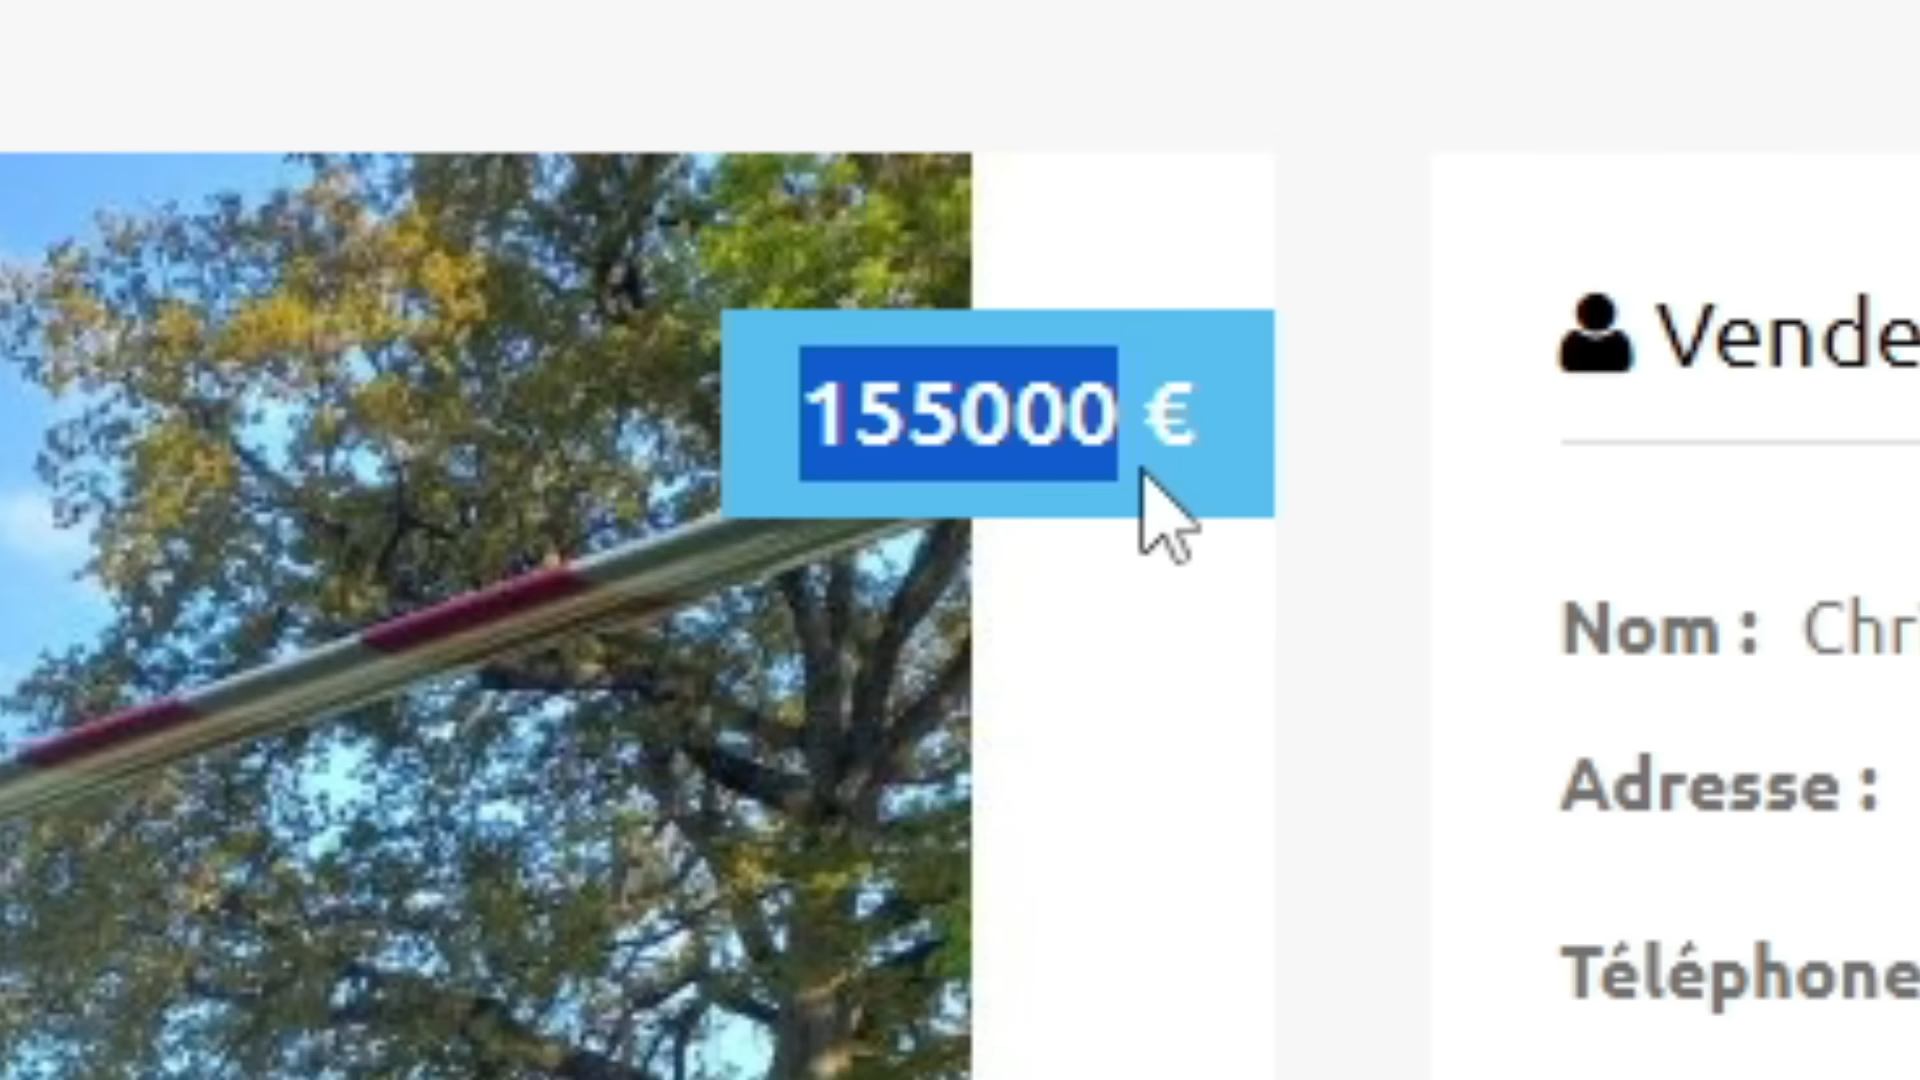 155000 €
Vende
Nom : Chr
Adresse :
Téléphone